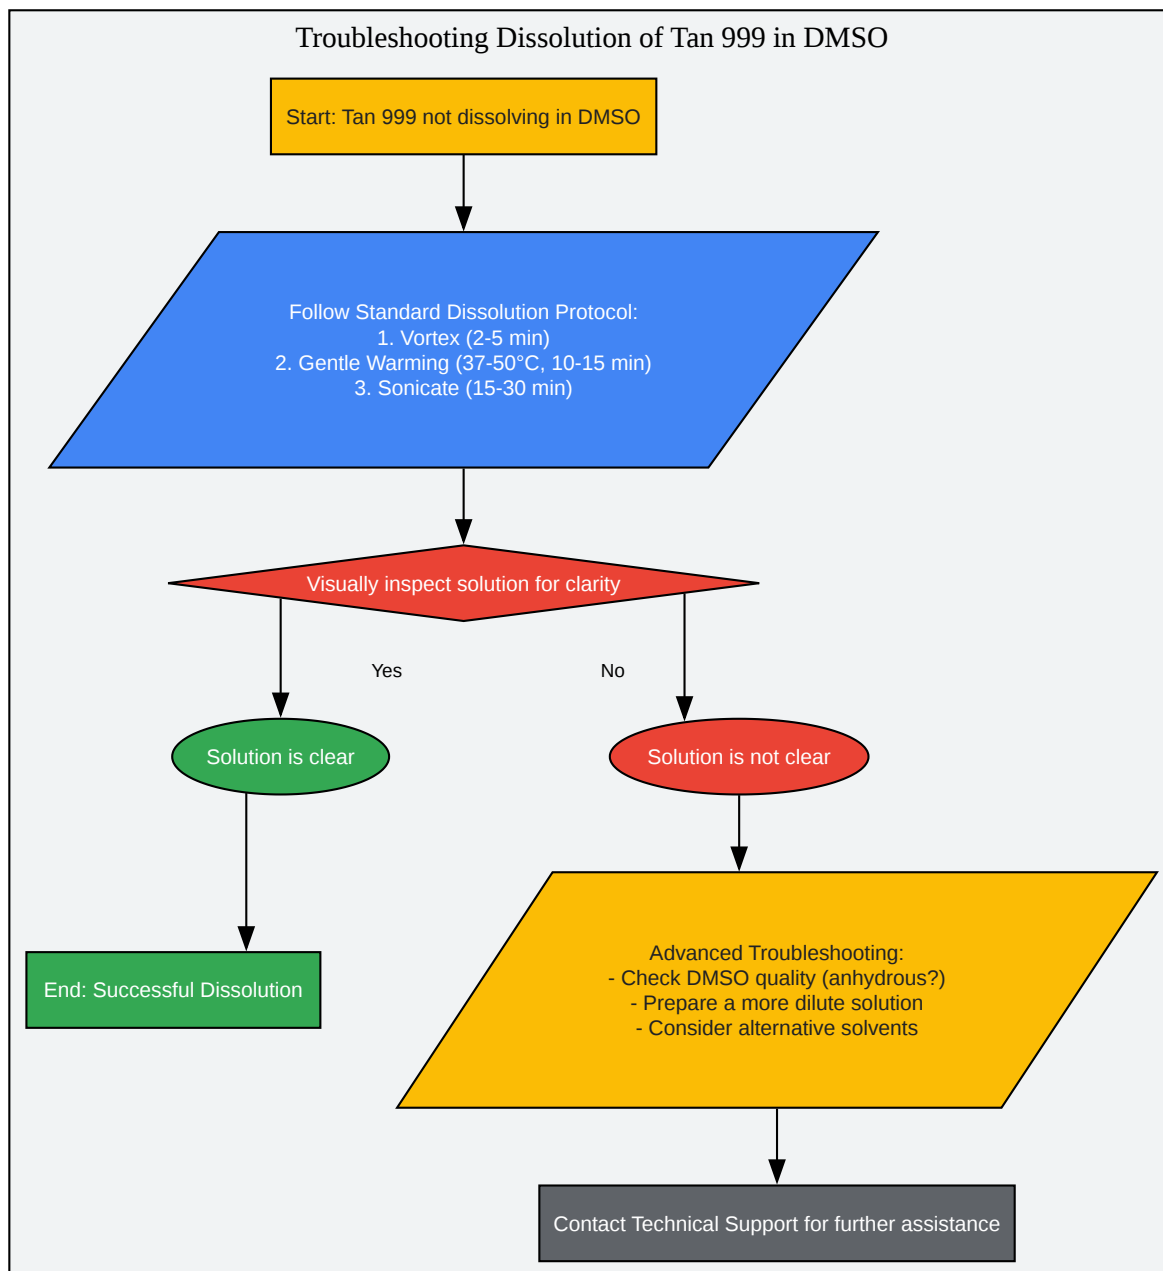 Troubleshooting Dissolution of Tan 999 in DMSO
Start: Tan 999 not dissolving in DMSO
Follow Standard Dissolution Protocol:
1. Vortex (2-5 min)
2. Gentle Warming (37-50°C, 10-15 min)
3. Sonicate (15-30 min)
Visually inspect solution for clarity
Yes
No
Solution is clear
Solution is not clear
Advanced Troubleshooting:
- Check DMSO quality (anhydrous?)
- Prepare a more dilute solution
- Consider alternative solvents
End: Successful Dissolution
Contact Technical Support for further assistance